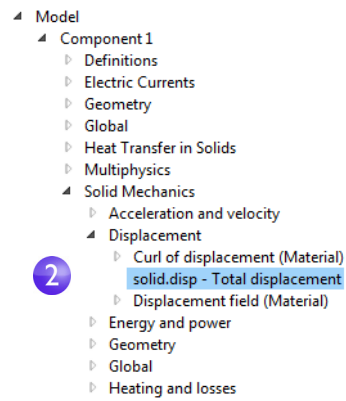 Model
Component 1
Definitions
Electric Currents
Geometry
Global
Heat Transfer in Solids
Multiphysics
Solid Mechanics
Acceleration and velocity
Displacement
Curl of displacement (Material)
2 solid.disp - Total displacement
Displacement field (Material)
Energy and power
Geometry
Global
Heating and losses